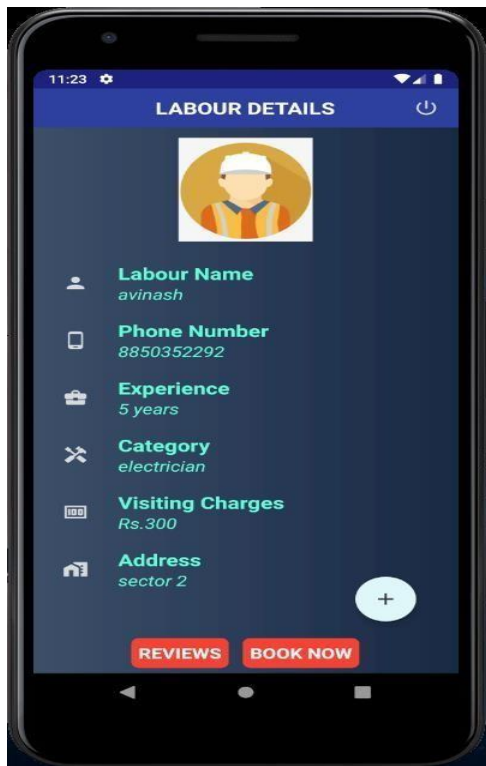 11:23
LABOUR DETAILS
Labour Name
avinash
Phone Number
8850352292
Experience
5 years
Category
electrician
100
Visiting Charges
Rs.300
Address
sector 2
+
REVIEWS BOOK NOW